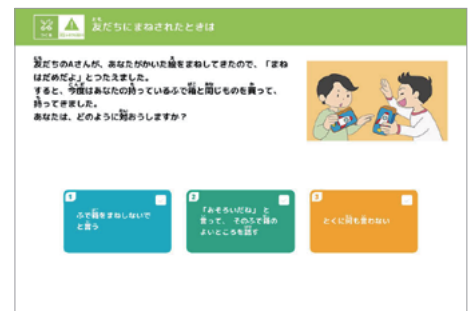 友だちにまねされたときは
友だちのAさんが、あなたがかいた絵をまねしてきたので、「まね
はだめだよ」とつたえました。
すると、今度はあなたの持っているふで箱と同じものを買って、
持ってきました。
あなたは、どのように対おうしますか？
1
ふで箱をまねしないで
と言う
2
「おそろいだね」と
言って、そのふで箱の
よいところを話す
3
とくに何も言わない